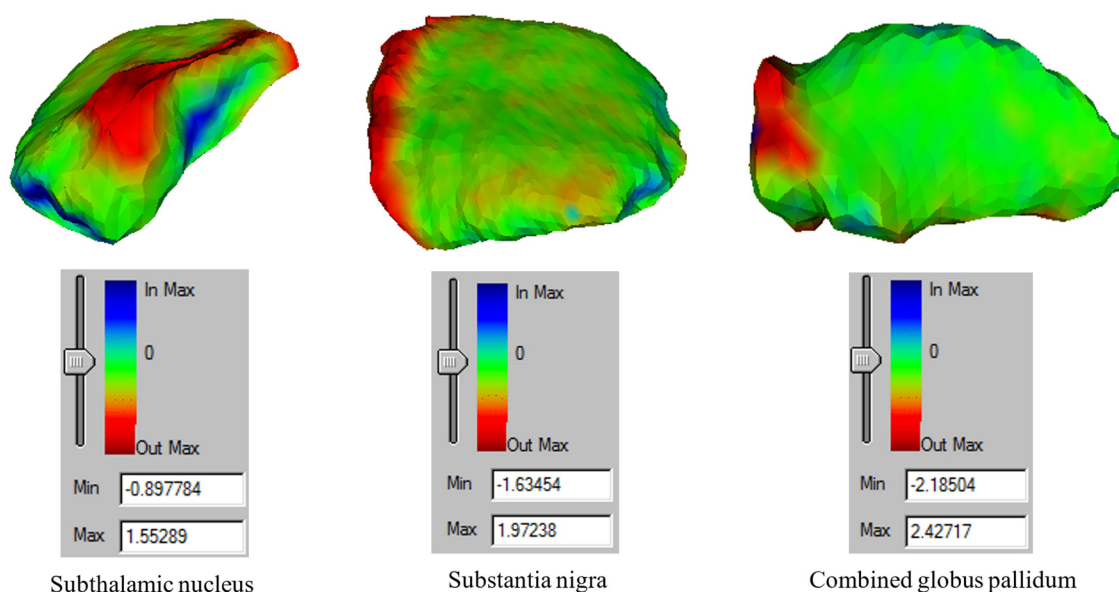 In Max
0
Out Max
Min -0.897784
Max 1.55289
Subthalamic nucleus
In Max
0
Out Max
Min -1.63454
Max 1.97238
Substantia nigra
In Max
0
Out Max
Min -2.18504
Max 2.42717
Combined globus pallidum